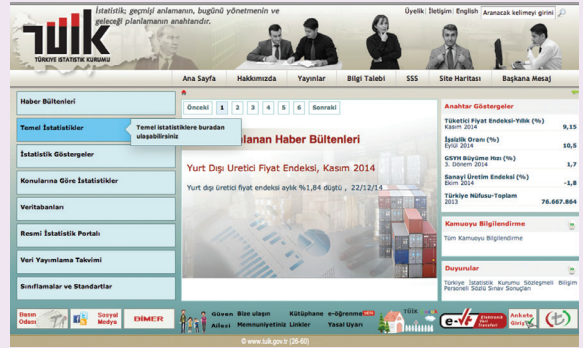 İstatistik; geçmişi anlamanın, bugünü yönetmenin ve
geleceği planlamanın anahtarıdır.
Üyelik İletişim English Aranacak kelimeyi girini
TUİK
TÜRKİYE İSTATİSTİK KURUMU
Ana Sayfa Hakkımızda Yayınlar Bilgi Talebi SSS Site Haritası Başkana Mesaj
Haber Bültenleri
Temel İstatistikler
Temel istatistiklere buradan
ulaşabilirsiniz
İstatistik Göstergeler
Konularına Göre İstatistikler
Veritabanları
Resmi İstatistik Portalı
Veri Yayımlama Takvimi
Sınıflamalar ve Standartlar
Önceki 1 2 3 4 5 6 Sonraki
lanan Haber Bültenleri
Yurt Dışı Üretici Fiyat Endeksi, Kasım 2014
Yurt dışı üretici fiyat endeksi aylık %1,84 düştü , 22/12/14
Anahtar Göstergeler
Tüketici Fiyat Endeksi-Yıllık (%)
Kasım 2014 9,15
İşsizlik Oranı (%)
Eylül 2014 10,5
GSYH Büyüme Hızı (%)
3. Dönem 2014 1,7
Sanayi Üretim Endeksi (%)
Ekim 2014 -1,8
Türkiye Nüfusu-Toplam
2013 76.667.864
Kamuoyu Bilgilendirme
Tüm Kamuoyu Bilgilendirme
Duyurular
Türkiye İstatistik Kurumu Sözleşmeli Bilişim
Personeli Sözlü Sınav Sonuçları
Basın
Odası
Sosyal
Medya
BİMER
Güven Bize ulaşın Kütüphane e-öğrenme
Ailesi Memnuniyetiniz Linkler Yasal Uyarı
TÜİK
e-vt Elektronik
Veri
Transferi
Ankete
Giriş
© www.tuik.gov.tr (26-60)